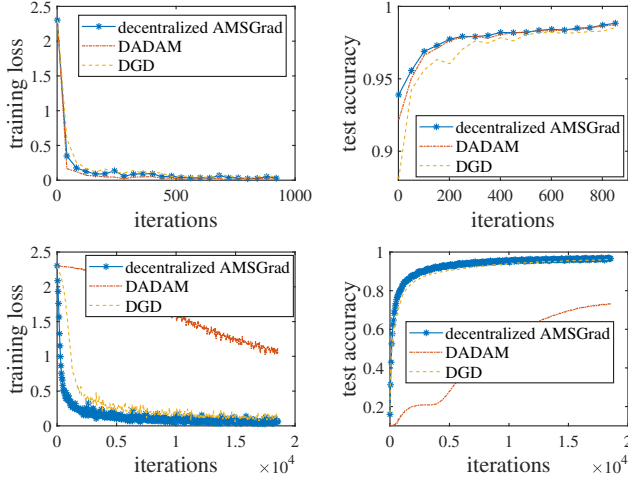 training loss
2.5
2
1.5
1
0.5
0
0
500
1000
iterations
decentralized AMSGrad
DADAM
DGD
test accuracy
0.95
0.9
0
200
400
600
800
iterations
decentralized AMSGrad
DADAM
DGD
training loss
2.5
2
1.5
1
0.5
0
0
0.5
1
1.5
2
iterations
×10^4
decentralized AMSGrad
DADAM
DGD
test accuracy
1
0.8
0.6
0.4
0.2
0
0.5
1
1.5
2
iterations
×10^4
decentralized AMSGrad
DADAM
DGD